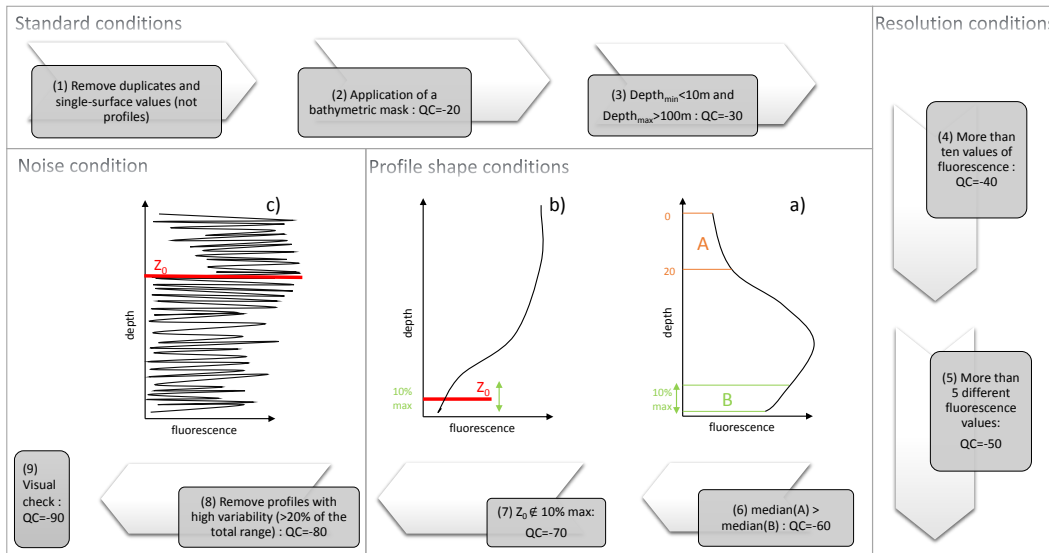 Standard conditions
(1) Remove duplicates and
single-surface values (not
profiles)
(2) Application of a
bathymetric mask : QC=-20
(3) Depthmin<10m and
Depthmax>100m : QC=-30
Resolution conditions
(4) More than
ten values of
fluorescence :
QC=-40
(5) More than
5 different
fluorescence
values:
QC=-50
Profile shape conditions
a)
0
A
20
depth
10%
max
B
fluorescence
(6) median(A) >
median(B) : QC=-60
b)
depth
Z0
10%
max
fluorescence
(7) Z0 ∉ 10% max:
QC=-70
Noise condition
c)
Z0
depth
fluorescence
(8) Remove profiles with
high variability (>20% of the
total range) : QC=-80
(9)
Visual
check :
QC=-90